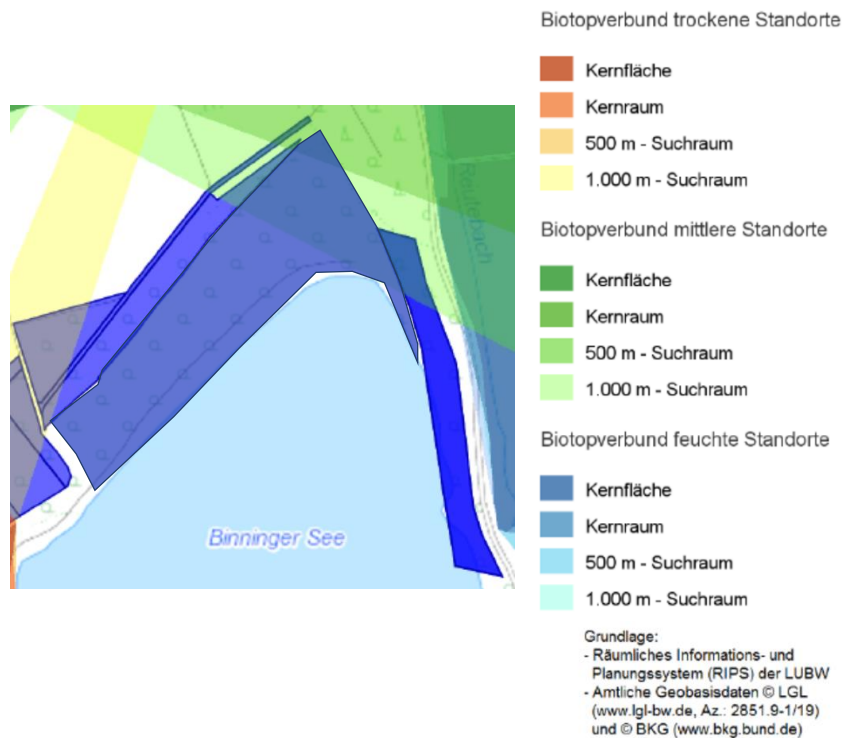 Biotopverbund trockene Standorte
Kernfläche
Kernraum
500 m - Suchraum
1.000 m - Suchraum
Biotopverbund mittlere Standorte
Kernfläche
Kernraum
500 m - Suchraum
1.000 m - Suchraum
Biotopverbund feuchte Standorte
Kernfläche
Kernraum
500 m - Suchraum
1.000 m - Suchraum
Reutebach
Binninger See
Grundlage:
- Räumliches Informations- und
Planungssystem (RIPS) der LUBW
- Amtliche Geobasisdaten © LGL
(www.lgl-bw.de, Az.: 2851.9-1/19)
und © BKG (www.bkg.bund.de)